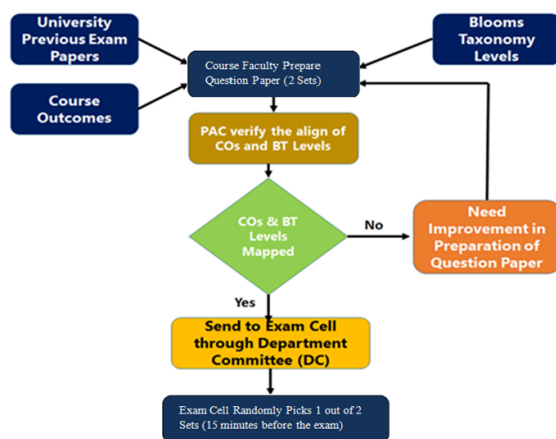 University
Previous Exam
Papers
Blooms
Taxonomy
Levels
Course Faculty Prepare
Question Paper (2 Sets)
Course
Outcomes
PAC verify the align of
COs and BT Levels
COs & BT
Levels
Mapped
No
Need
Improvement in
Preparation of
Question Paper
Yes
Send to Exam Cell
through Department
Committee (DC)
Exam Cell Randomly Picks 1 out of 2
Sets (15 minutes before the exam)